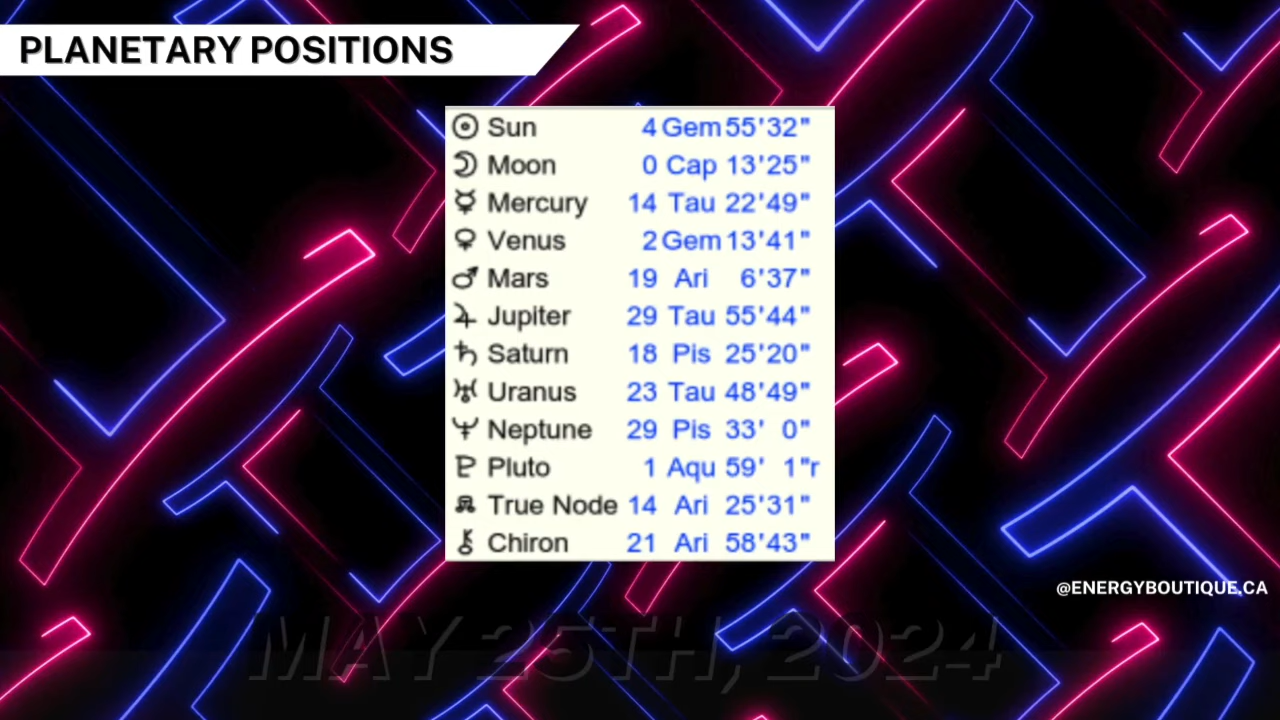 PLANETARY POSITIONS
Sun 4 Gem 55'32"
Moon 0 Cap 13'25"
Mercury 14 Tau 22'49"
Venus 2 Gem 13'41"
Mars 19 Ari 6'37"
Jupiter 29 Tau 55'44"
Saturn 18 Pis 25'20"
Uranus 23 Tau 48'49"
Neptune 29 Pis 33' 0"
Pluto 1 Aqu 59' 1"r
True Node 14 Ari 25'31"
Chiron 21 Ari 58'43"
@ENERGYBOUTIQUE.CA
MAY 25TH, 2024